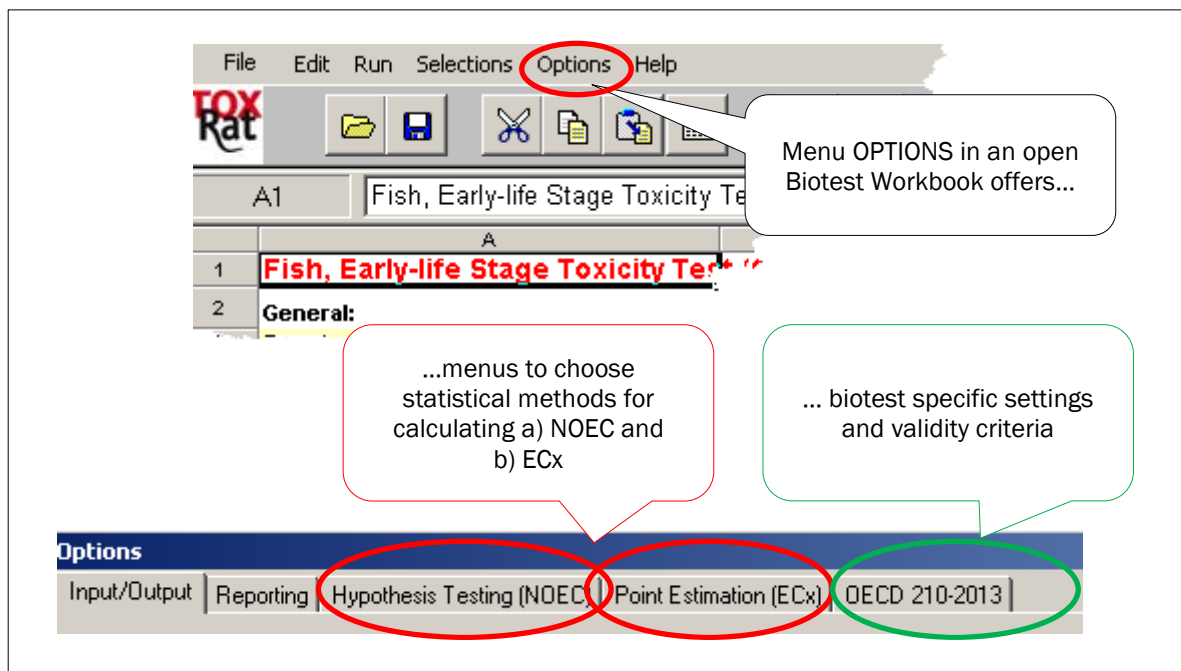 File Edit Run Selections Options Help
TOX
Rat
Menu OPTIONS in an open
Biotest Workbook offers...
A1 Fish, Early-life Stage Toxicity Te
A
1 Fish, Early-life Stage Toxicity Te
2 General:
...menus to choose
statistical methods for
calculating a) NOEC and
b) ECx
... biotest specific settings
and validity criteria
Options
Input/Output Reporting Hypothesis Testing (NOEC) Point Estimation (ECx) OECD 210-2013